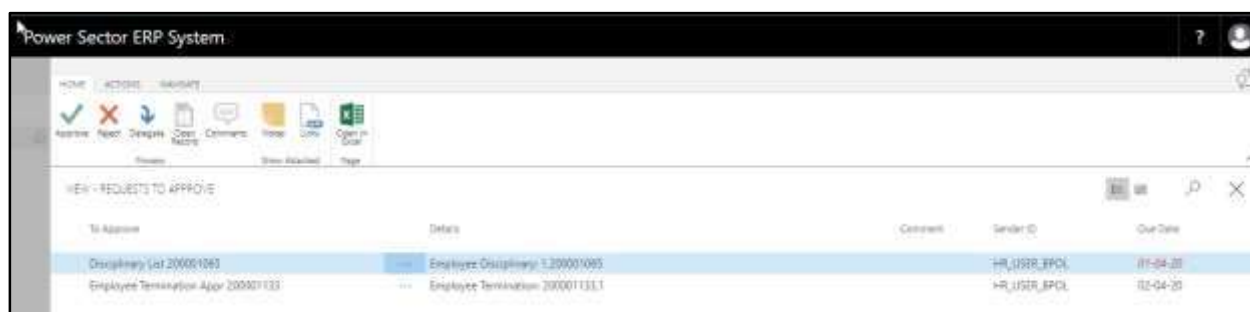 Power Sector ERP System ?
HOME ACTIONS NAVIGATE
Approve Reject Delegate Open Record Comments Notes Links Open in Excel
Process Show Attached Page
VIEW - REQUESTS TO APPROVE
To Approve Details Comment Sender ID Due Date
Disciplinary List 200001065 ... Employee Disciplinary 1,200001065 HR_USER_BPOL 01-04-20
Employee Termination Appr 200001133 ... Employee Termination 200001133,1 HR_USER_BPOL 02-04-20